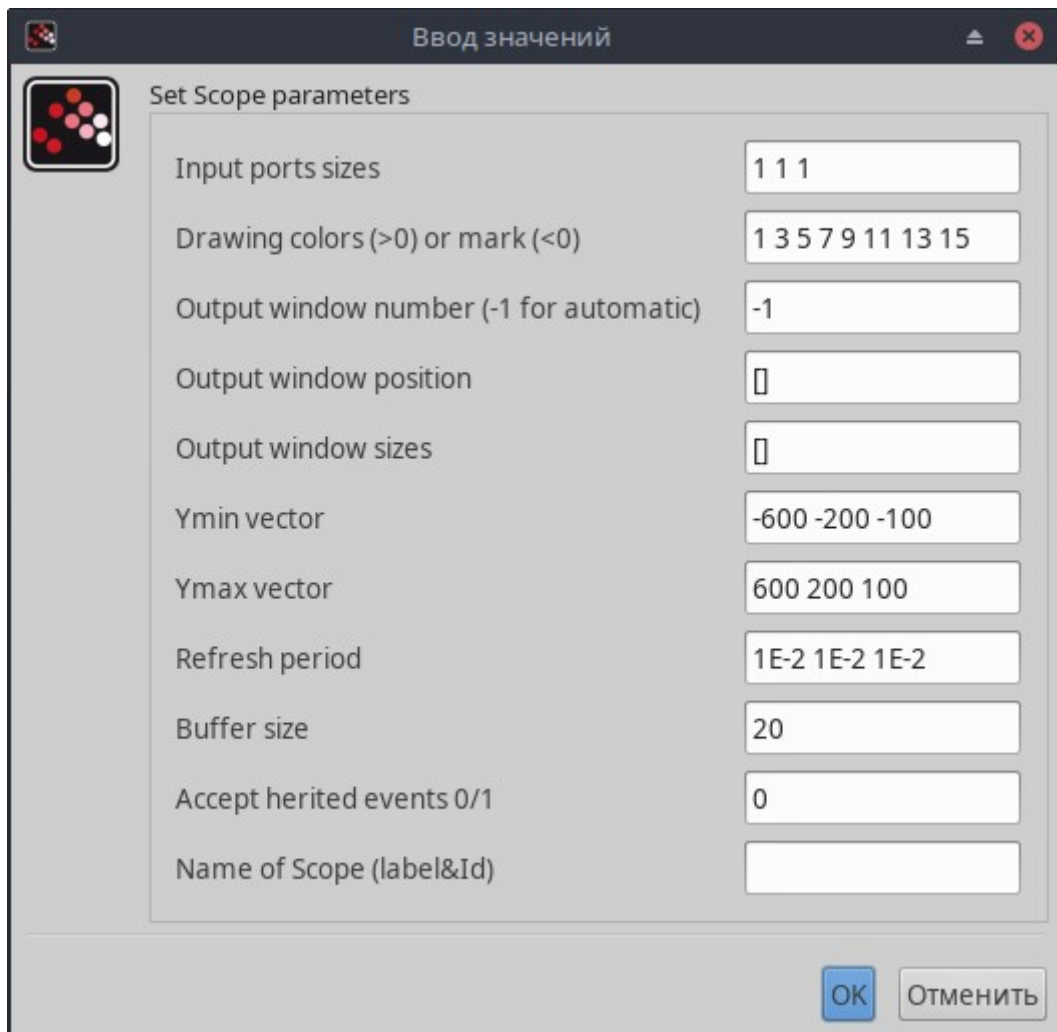 Ввод значений
Set Scope parameters
Input ports sizes 1 1 1
Drawing colors (>0) or mark (<0) 1 3 5 7 9 11 13 15
Output window number (-1 for automatic) -1
Output window position []
Output window sizes []
Ymin vector -600 -200 -100
Ymax vector 600 200 100
Refresh period 1E-2 1E-2 1E-2
Buffer size 20
Accept herited events 0/1 0
Name of Scope (label&Id)
OK Отменить